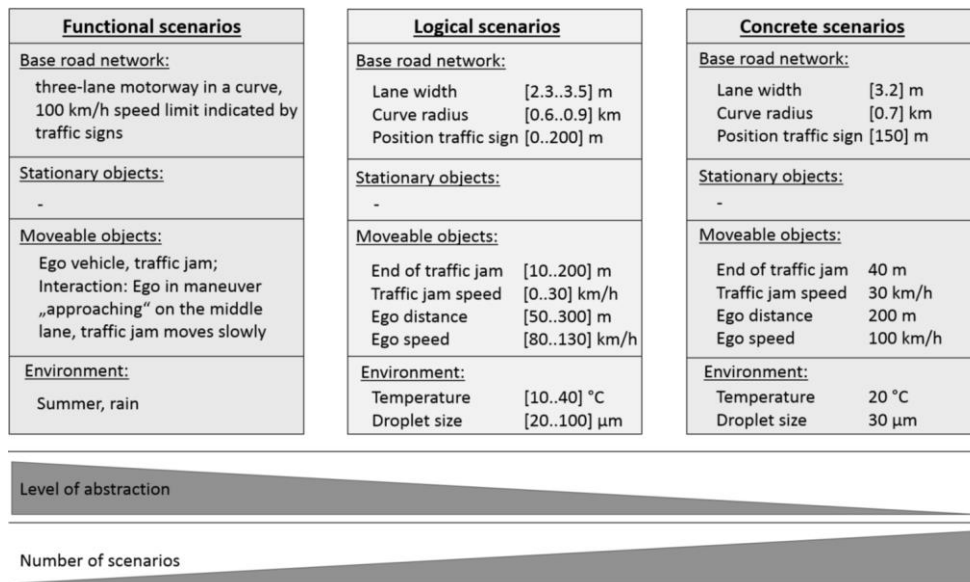 Functional scenarios
Base road network:
three-lane motorway in a curve,
100 km/h speed limit indicated by
traffic signs
Stationary objects:
-
Moveable objects:
Ego vehicle, traffic jam;
Interaction: Ego in maneuver
„approaching“ on the middle
lane, traffic jam moves slowly
Environment:
Summer, rain
Logical scenarios
Base road network:
Lane width [2.3..3.5] m
Curve radius [0.6..0.9] km
Position traffic sign [0..200] m
Stationary objects:
-
Moveable objects:
End of traffic jam [10..200] m
Traffic jam speed [0..30] km/h
Ego distance [50..300] m
Ego speed [80..130] km/h
Environment:
Temperature [10..40] °C
Droplet size [20..100] µm
Concrete scenarios
Base road network:
Lane width [3.2] m
Curve radius [0.7] km
Position traffic sign [150] m
Stationary objects:
-
Moveable objects:
End of traffic jam 40 m
Traffic jam speed 30 km/h
Ego distance 200 m
Ego speed 100 km/h
Environment:
Temperature 20 °C
Droplet size 30 µm
Level of abstraction
Number of scenarios